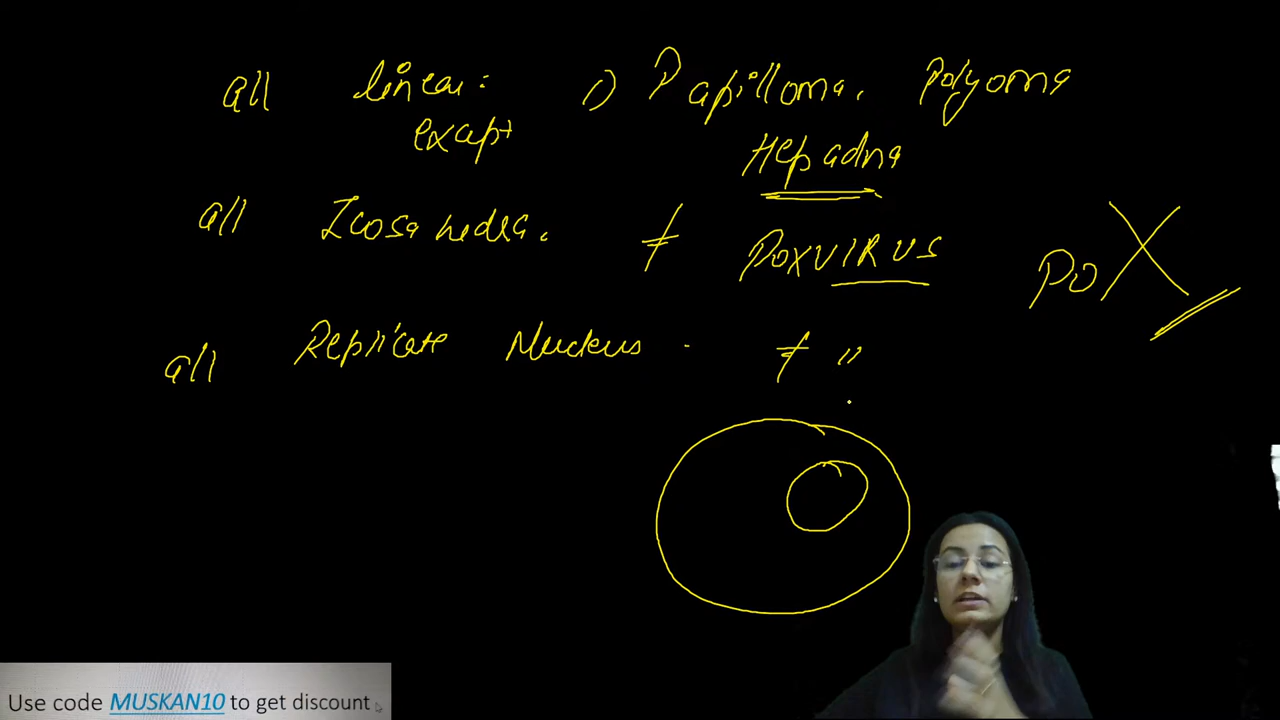 all linear: 1) Papilloma, Polyoma
except Hepadna
all Icosahedra. ≠ POXVIRUS POX
all Replicate Nucleus. ≠ "
Use code MUSKAN10 to get discount